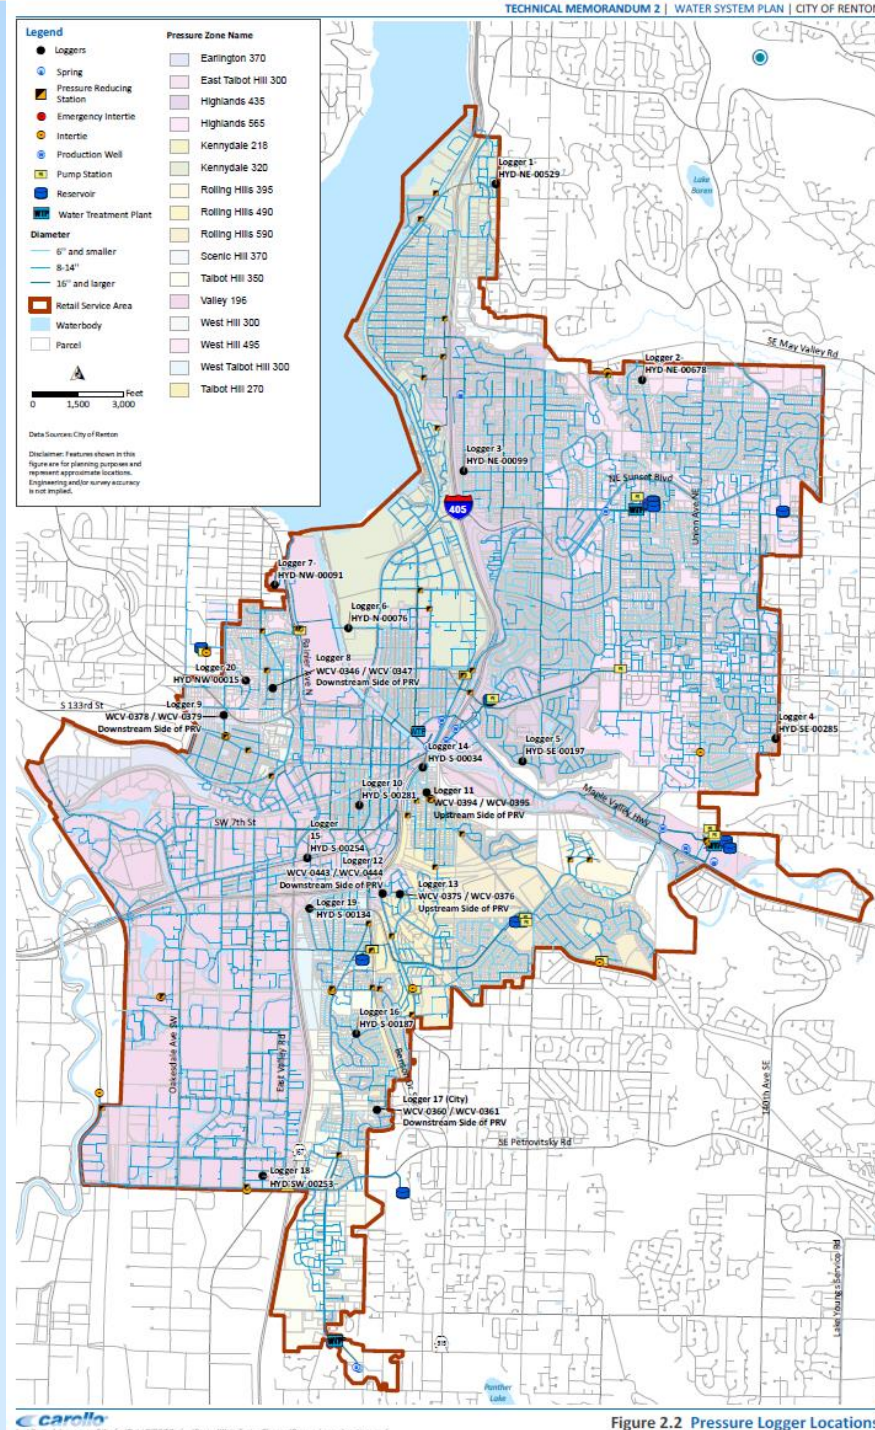 TECHNICAL MEMORANDUM 2 | WATER SYSTEM PLAN | CITY OF RENTON
Legend
Loggers
Spring
Pressure Reducing
Station
Emergency Intertie
Intertie
Production Well
Pump Station
Reservoir
WTP Water Treatment Plant
Diameter
6" and smaller
8-14"
16" and larger
Retail Service Area
Waterbody
Parcel
Feet
0 1,500 3,000
Data Sources: City of Renton
Disclaimer: Features shown in this
figure are for planning purposes and
represent approximate locations.
Engineering and/or survey accuracy
is not implied.
Pressure Zone Name
Earlington 370
East Talbot Hill 300
Highlands 435
Highlands 565
Kennydale 218
Kennydale 320
Rolling Hills 395
Rolling Hills 490
Rolling Hills 590
Scenic Hill 370
Talbot Hill 350
Valley 196
West Hill 300
West Hill 495
West Talbot Hill 300
Talbot Hill 270
Logger 1-
HYD-NE-00529
Lake
Boren
SE May Valley Rd
Logger 2-
HYD-NE-00678
Logger 3
HYD-NE-00099
NE Sunset Blvd
Union Ave NE
405
WTP
Logger 7-
HYD-NW-00091
Logger 6-
HYD-N-00076
Rainier Ave N
Logger 20
HYD-NW-00015
Logger 8
WCV-0346 / WCV-0347
Downstream Side of PRV
S 133rd St
Logger 9
WCV-0378 / WCV-0379
Downstream Side of PRV
Logger 4
HYD-SE-00285
Logger 5
HYD-SE-00197
Logger 14
HYD-S-00034
Logger 10
HYD-S-00281
Logger 11
WCV-0394 / WCV-0395
Upstream Side of PRV
Maple Valley HWY
SW 7th St
Logger
15
HYD-S-00254
Logger 12
WCV-0443 / WCV-0444
Downstream Side of PRV
Logger 13
WCV-0375 / WCV-0376
Upstream Side of PRV
WTP
Logger 19
HYD-S-00134
Logger 16
HYD-S-00187
Oakesdale Ave SW
East Valley Rd
140th Ave SE
Logger 17 (City)
WCV-0360 / WCV-0361
Downstream Side of PRV
SE Petrovitsky Rd
167
Logger 18-
HYD-SW-00253
Lake Youngs Service Rd
WTP
515
Panther
Lake
carollo
Figure 2.2 Pressure Logger Locations